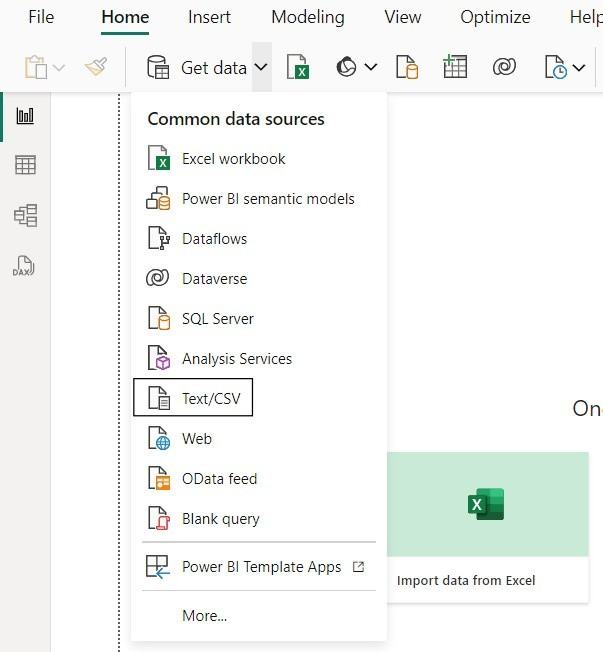 File Home Insert Modeling View Optimize Help
Get data
Common data sources
Excel workbook
Power BI semantic models
Dataflows
Dataverse
SQL Server
Analysis Services
Text/CSV
Web
OData feed
Blank query
Power BI Template Apps
More...
DAX
On
Import data from Excel